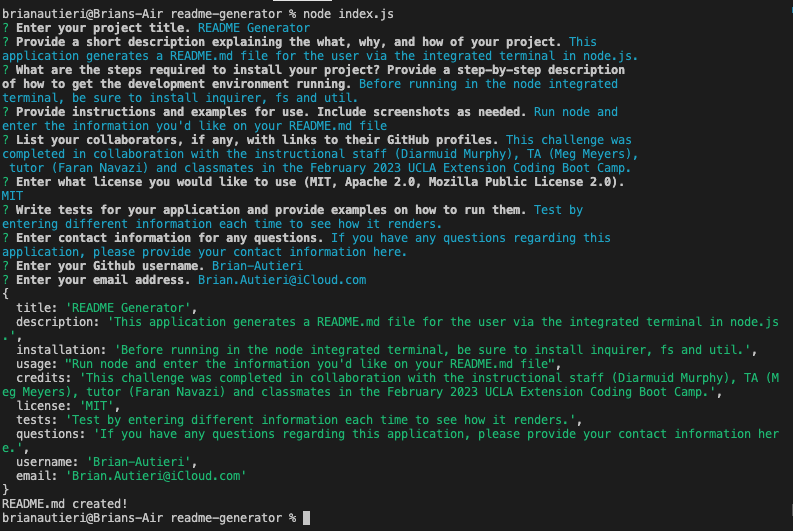 brianautieri@Brians-Air readme-generator % node index.js
? Enter your project title. README Generator
? Provide a short description explaining the what, why, and how of your project. This
application generates a README.md file for the user via the integrated terminal in node.js.
? What are the steps required to install your project? Provide a step-by-step description
of how to get the development environment running. Before running in the node integrated
terminal, be sure to install inquirer, fs and util.
? Provide instructions and examples for use. Include screenshots as needed. Run node and
enter the information you'd like on your README.md file
? List your collaborators, if any, with links to their GitHub profiles. This challenge was
completed in collaboration with the instructional staff (Diarmuid Murphy), TA (Meg Meyers),
 tutor (Faran Navazi) and classmates in the February 2023 UCLA Extension Coding Boot Camp.
? Enter what license you would like to use (MIT, Apache 2.0, Mozilla Public License 2.0).
MIT
? Write tests for your application and provide examples on how to run them. Test by
entering different information each time to see how it renders.
? Enter contact information for any questions. If you have any questions regarding this
application, please provide your contact information here.
? Enter your Github username. Brian-Autieri
? Enter your email address. Brian.Autieri@iCloud.com
{
  title: 'README Generator',
  description: 'This application generates a README.md file for the user via the integrated terminal in node.js
.',
  installation: 'Before running in the node integrated terminal, be sure to install inquirer, fs and util.',
  usage: "Run node and enter the information you'd like on your README.md file",
  credits: 'This challenge was completed in collaboration with the instructional staff (Diarmuid Murphy), TA (M
eg Meyers), tutor (Faran Navazi) and classmates in the February 2023 UCLA Extension Coding Boot Camp.',
  license: 'MIT',
  tests: 'Test by entering different information each time to see how it renders.',
  questions: 'If you have any questions regarding this application, please provide your contact information her
e.',
  username: 'Brian-Autieri',
  email: 'Brian.Autieri@iCloud.com'
}
README.md created!
brianautieri@Brians-Air readme-generator %